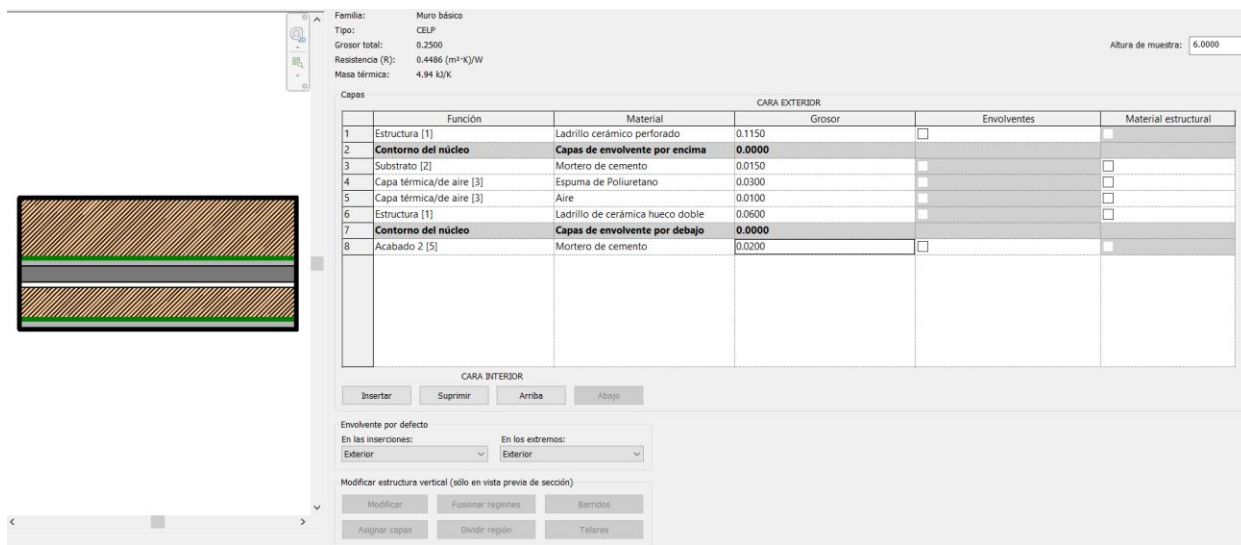 Familia: Muro básico
Tipo: CELP
Grosor total: 0.2500
Resistencia (R): 0.4486 (m²·K)/W
Masa térmica: 4.94 kJ/K
Altura de muestra: 6.0000
Capas
CARA EXTERIOR
Función Material Grosor Envolventes Material estructural
1 Estructura [1] Ladrillo cerámico perforado 0.1150
2 Contorno del núcleo Capas de envolvente por encima 0.0000
3 Substrato [2] Mortero de cemento 0.0150
4 Capa térmica/de aire [3] Espuma de Poliuretano 0.0300
5 Capa térmica/de aire [3] Aire 0.0100
6 Estructura [1] Ladrillo de cerámica hueco doble 0.0600
7 Contorno del núcleo Capas de envolvente por debajo 0.0000
8 Acabado 2 [5] Mortero de cemento 0.0200
CARA INTERIOR
Insertar Suprimir Arriba Abajo
Envolvente por defecto
En las inserciones: En los extremos:
Exterior Exterior
Modificar estructura vertical (sólo en vista previa de sección)
Modificar Fusionar regiones Barridos
Asignar capas Dividir región Telares